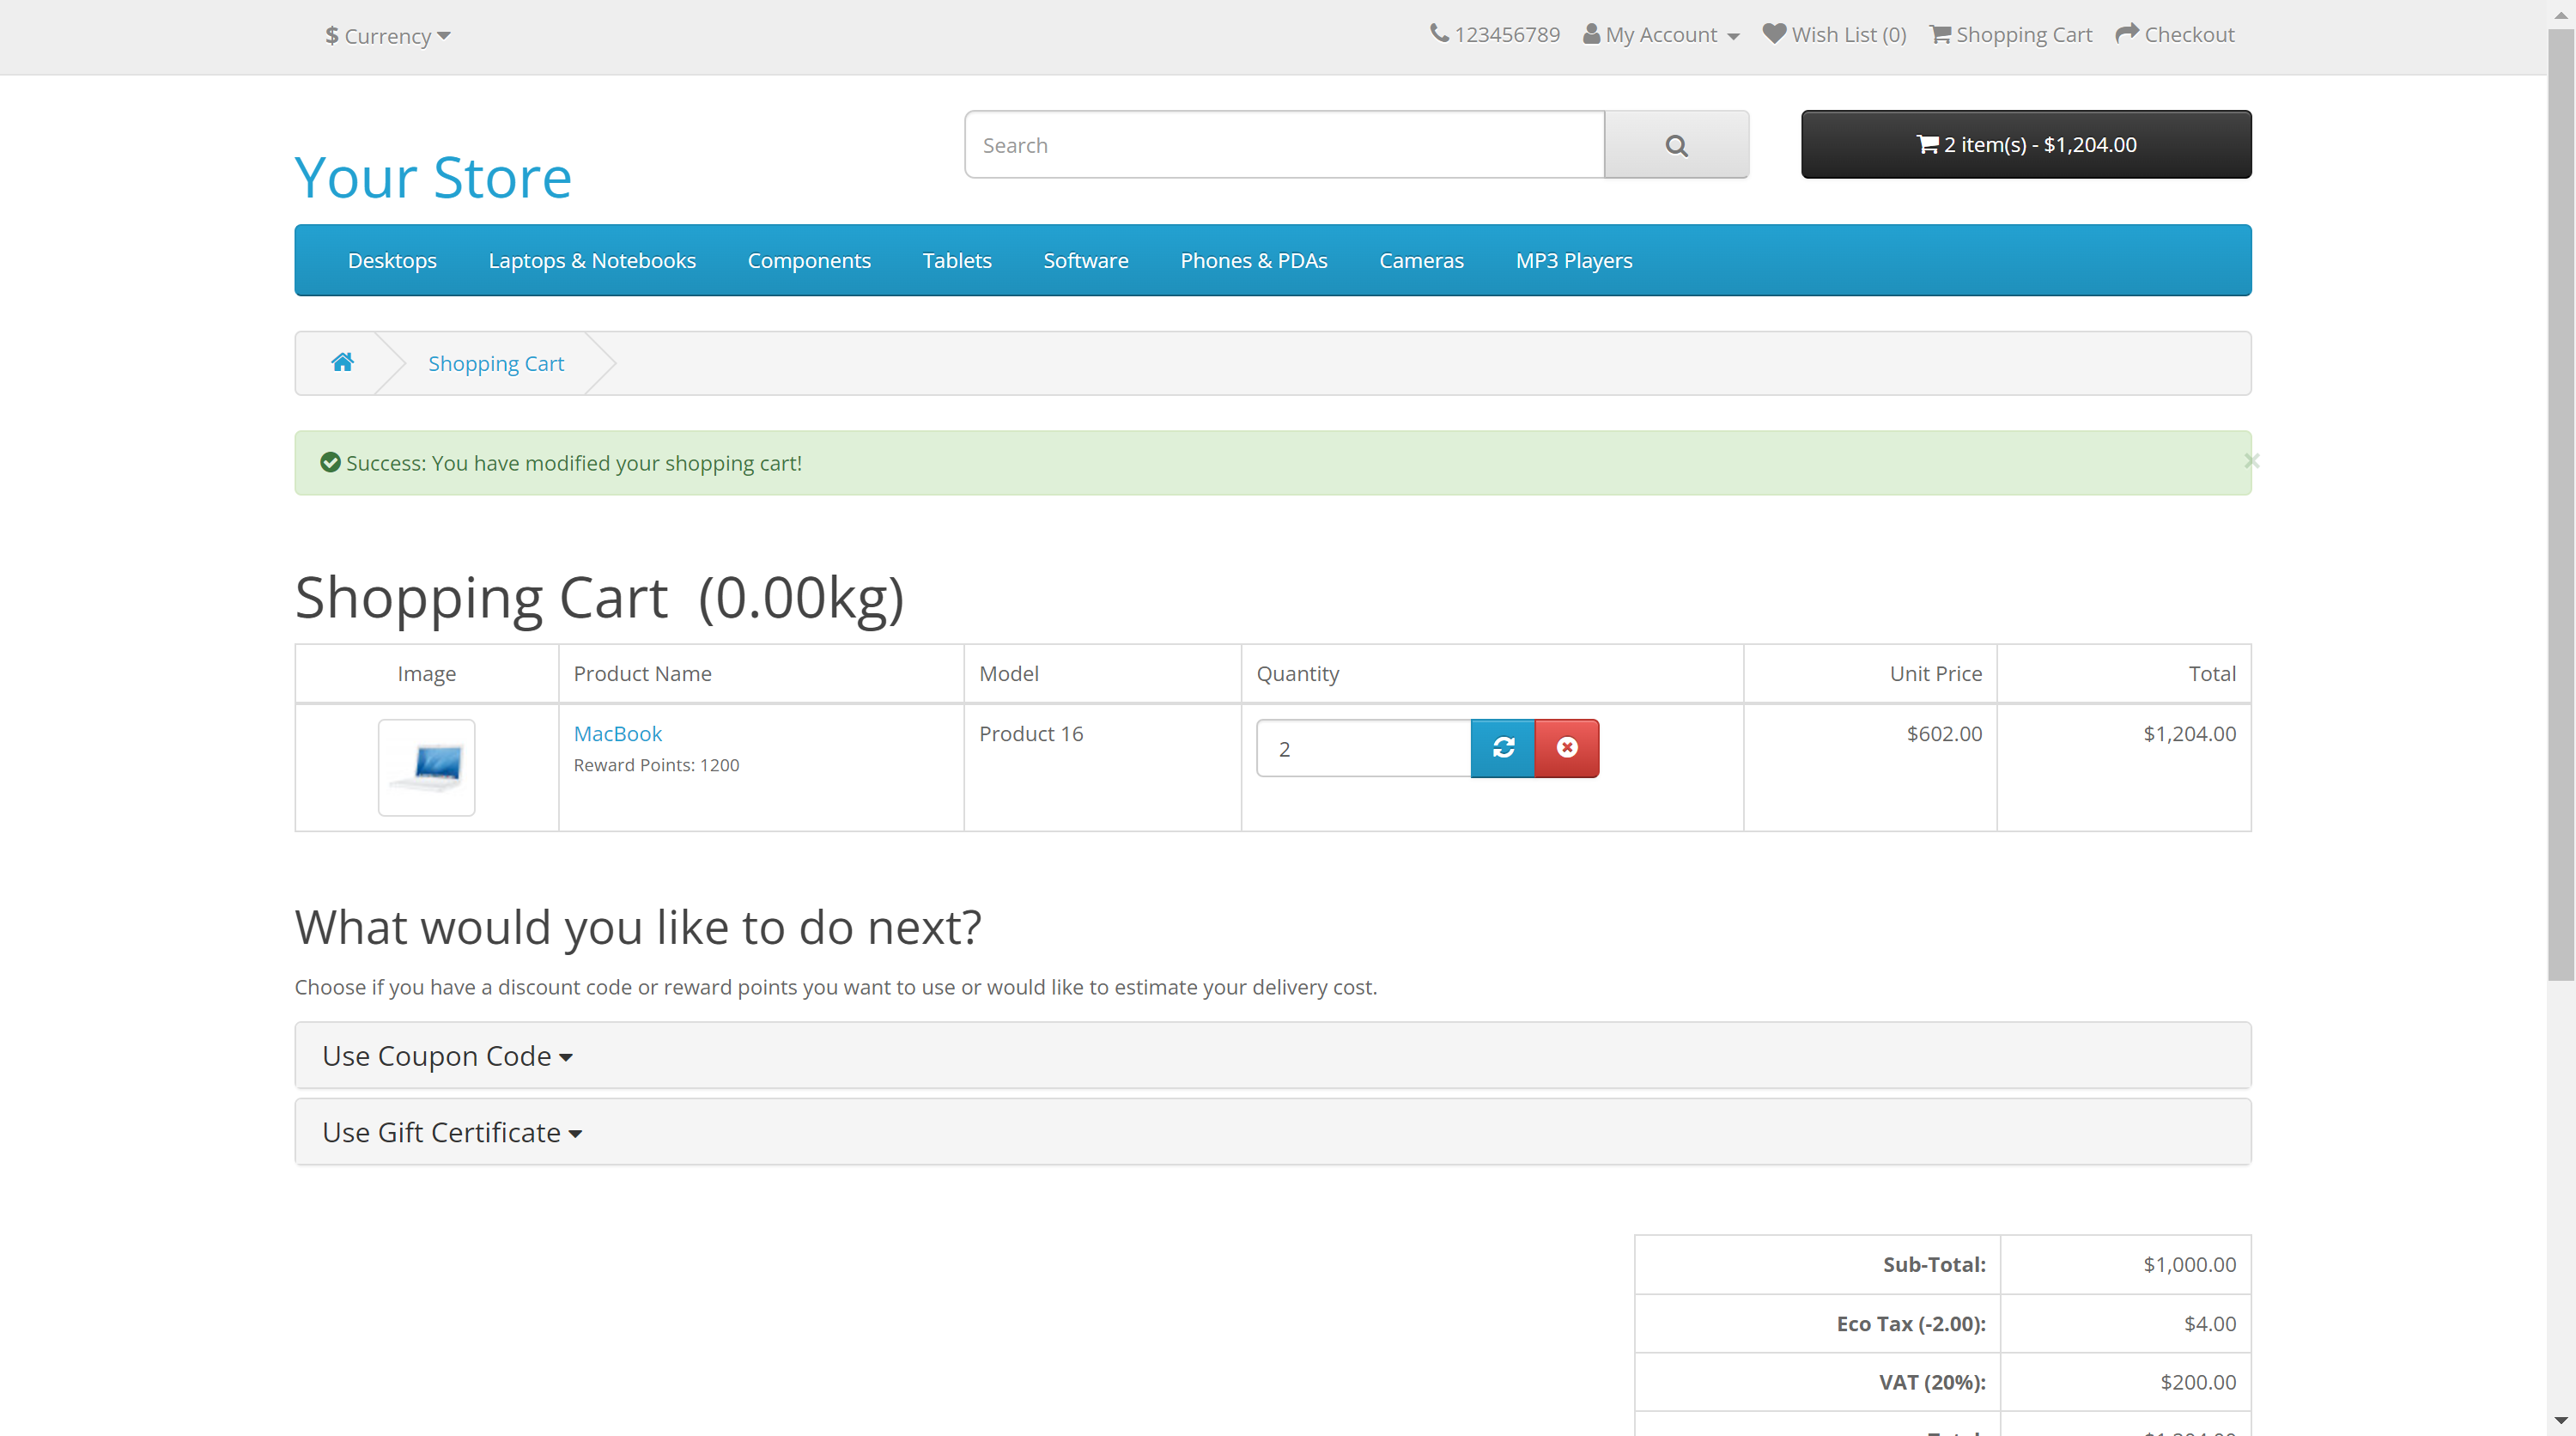 $ Currency
123456789 My Account Wish List (0) Shopping Cart Checkout
Your Store
Search
2 item(s) - $1,204.00
Desktops Laptops & Notebooks Components Tablets Software Phones & PDAs Cameras MP3 Players
Shopping Cart
Success: You have modified your shopping cart!
×
Shopping Cart (0.00kg)
Image Product Name Model Quantity Unit Price Total
MacBook Product 16 2 $602.00 $1,204.00
Reward Points: 1200
What would you like to do next?
Choose if you have a discount code or reward points you want to use or would like to estimate your delivery cost.
Use Coupon Code
Use Gift Certificate
Sub-Total: $1,000.00
Eco Tax (-2.00): $4.00
VAT (20%): $200.00